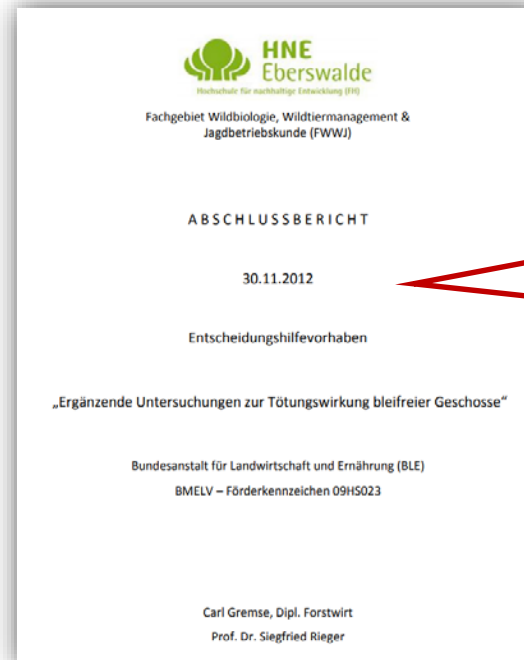 HNE
Eberswalde
Hochschule für nachhaltige Entwicklung (FH)
Fachgebiet Wildbiologie, Wildtiermanagement &
Jagdbetriebskunde (FWWJ)
ABSCHLUSSBERICHT
30.11.2012
Entscheidungshilfevorhaben
„Ergänzende Untersuchungen zur Tötungswirkung bleifreier Geschosse“
Bundesanstalt für Landwirtschaft und Ernährung (BLE)
BMELV – Förderkennzeichen 09HS023
Carl Gremse, Dipl. Forstwirt
Prof. Dr. Siegfried Rieger